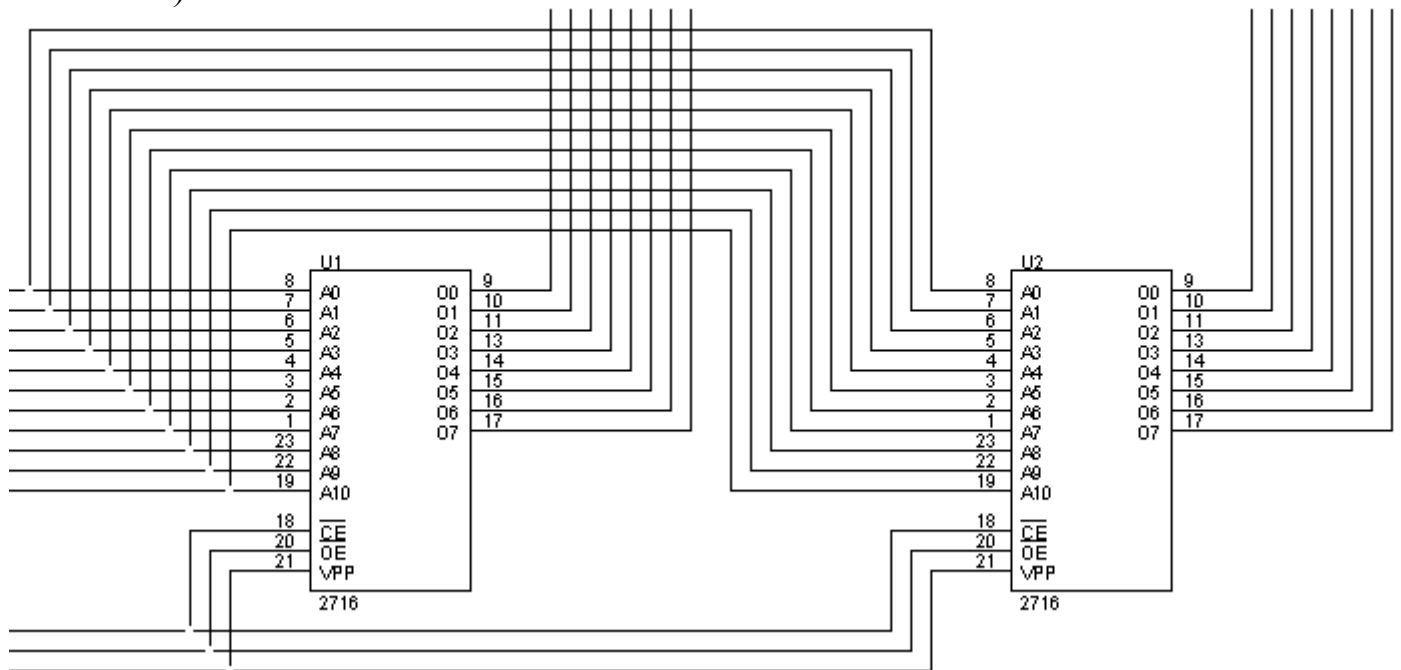 )
U1
8 A0 O0 9
7 A1 O1 10
6 A2 O2 11
5 A3 O3 13
4 A4 O4 14
3 A5 O5 15
2 A6 O6 16
1 A7 O7 17
23 A8
22 A9
19 A10
18 CE
20 OE
21 VPP
2716
U2
8 A0 O0 9
7 A1 O1 10
6 A2 O2 11
5 A3 O3 13
4 A4 O4 14
3 A5 O5 15
2 A6 O6 16
1 A7 O7 17
23 A8
22 A9
19 A10
18 CE
20 OE
21 VPP
2716